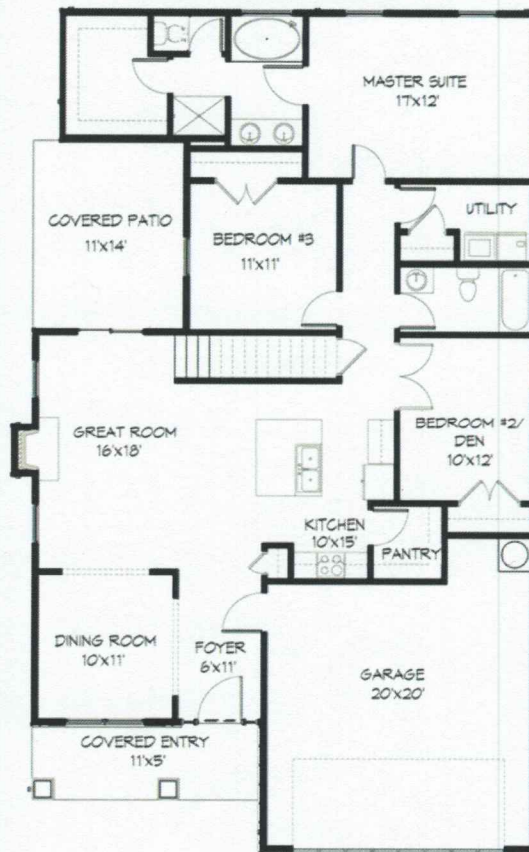 MASTER SUITE
17'x12'
UTILITY
COVERED PATIO
11'x14'
BEDROOM #3
11'x11'
GREAT ROOM
16'x18'
BEDROOM #2/
DEN
10'x12'
KITCHEN
10'x15'
PANTRY
DINING ROOM
10'x11'
FOYER
6'x11'
GARAGE
20'x20'
COVERED ENTRY
11'x5'